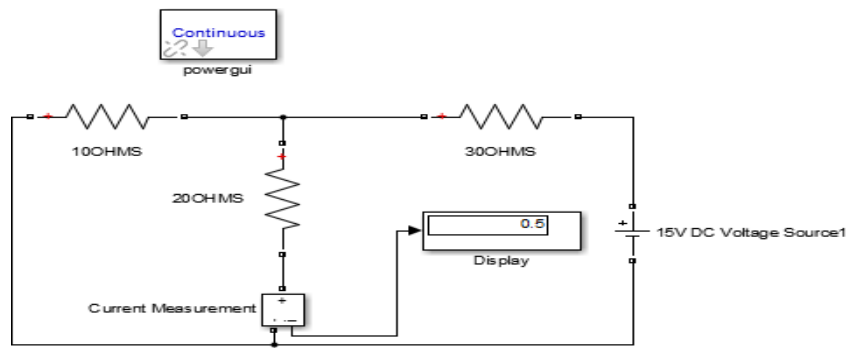 Continuous
powergui
10OHMS
30OHMS
20OHMS
0.5
15V DC Voltage Source1
Display
Current Measurement